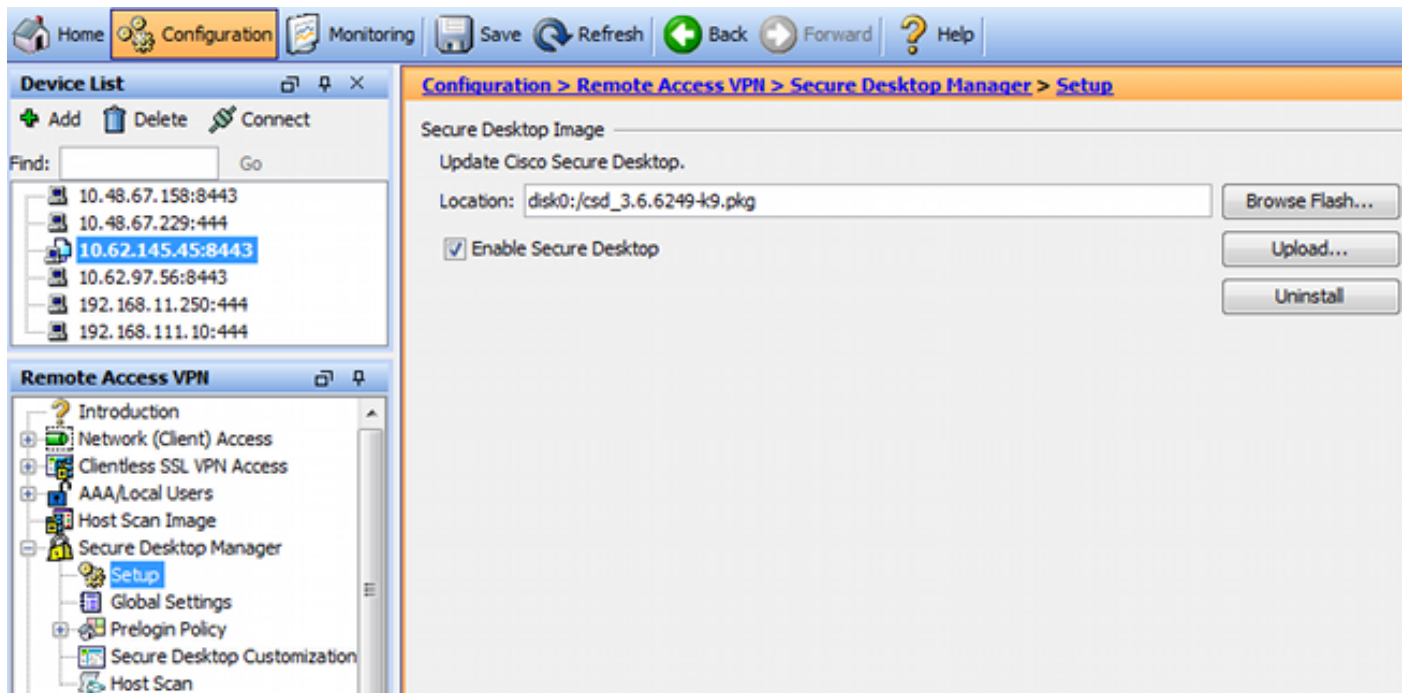 Home Configuration Monitoring Save Refresh Back Forward Help
Device List
Add Delete Connect
Find: Go
10.48.67.158:8443
10.48.67.229:444
10.62.145.45:8443
10.62.97.56:8443
192.168.11.250:444
192.168.111.10:444
Remote Access VPN
Introduction
Network (Client) Access
Clientless SSL VPN Access
AAA/Local Users
Host Scan Image
Secure Desktop Manager
Setup
Global Settings
Prelogin Policy
Secure Desktop Customization
Host Scan
Configuration > Remote Access VPN > Secure Desktop Manager > Setup
Secure Desktop Image
Update Cisco Secure Desktop.
Location: disk0:/csd_3.6.6249-k9.pkg Browse Flash...
Enable Secure Desktop Upload...
Uninstall